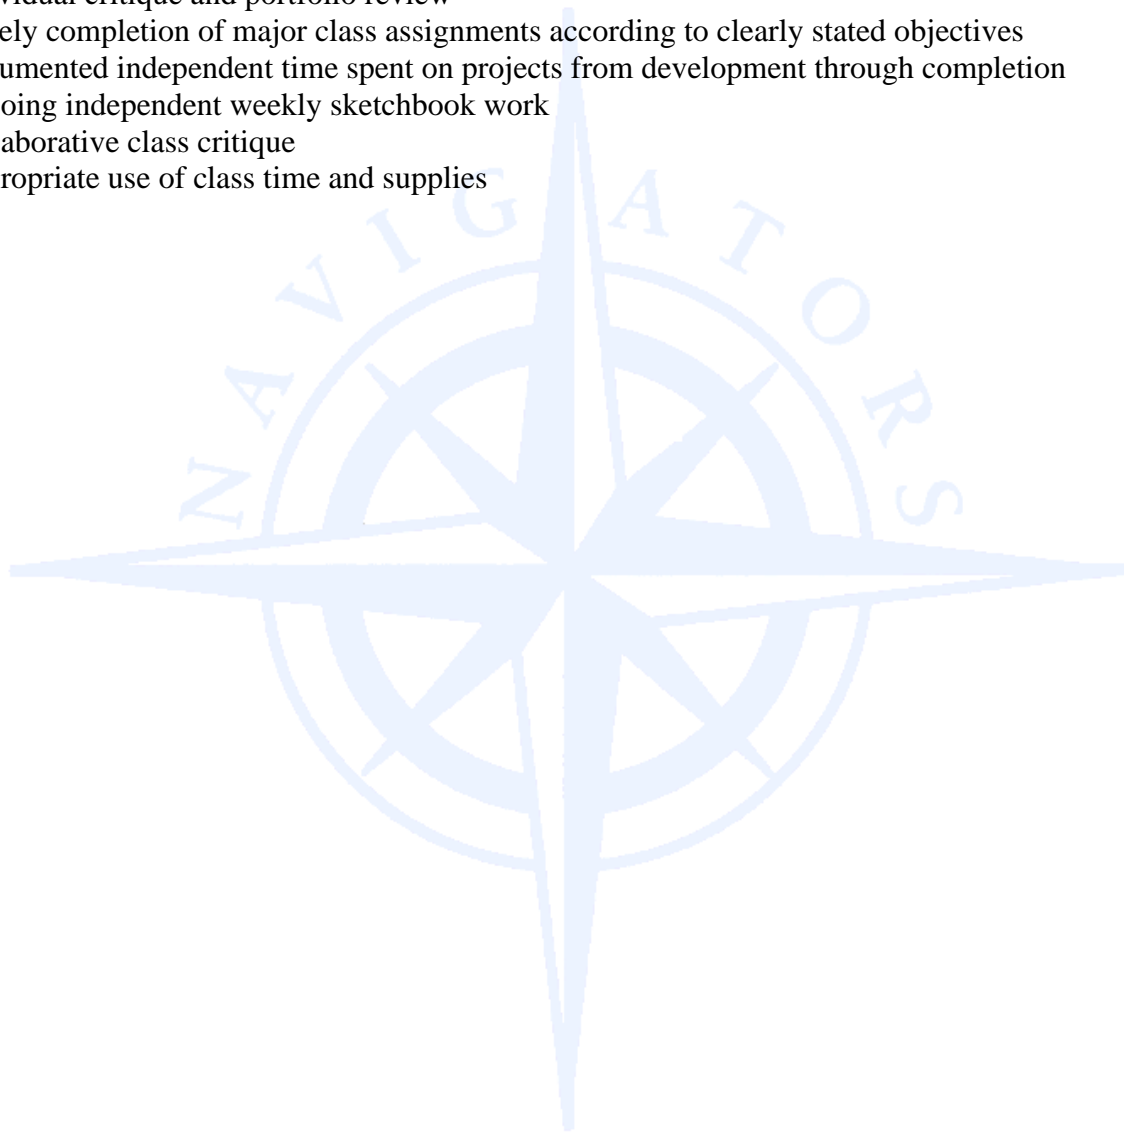 vidual critique and portfolio review
ely completion of major class assignments according to clearly stated objectives
umented independent time spent on projects from development through completion
oing independent weekly sketchbook work
aborative class critique
ropriate use of class time and supplies
NAVIGATORS